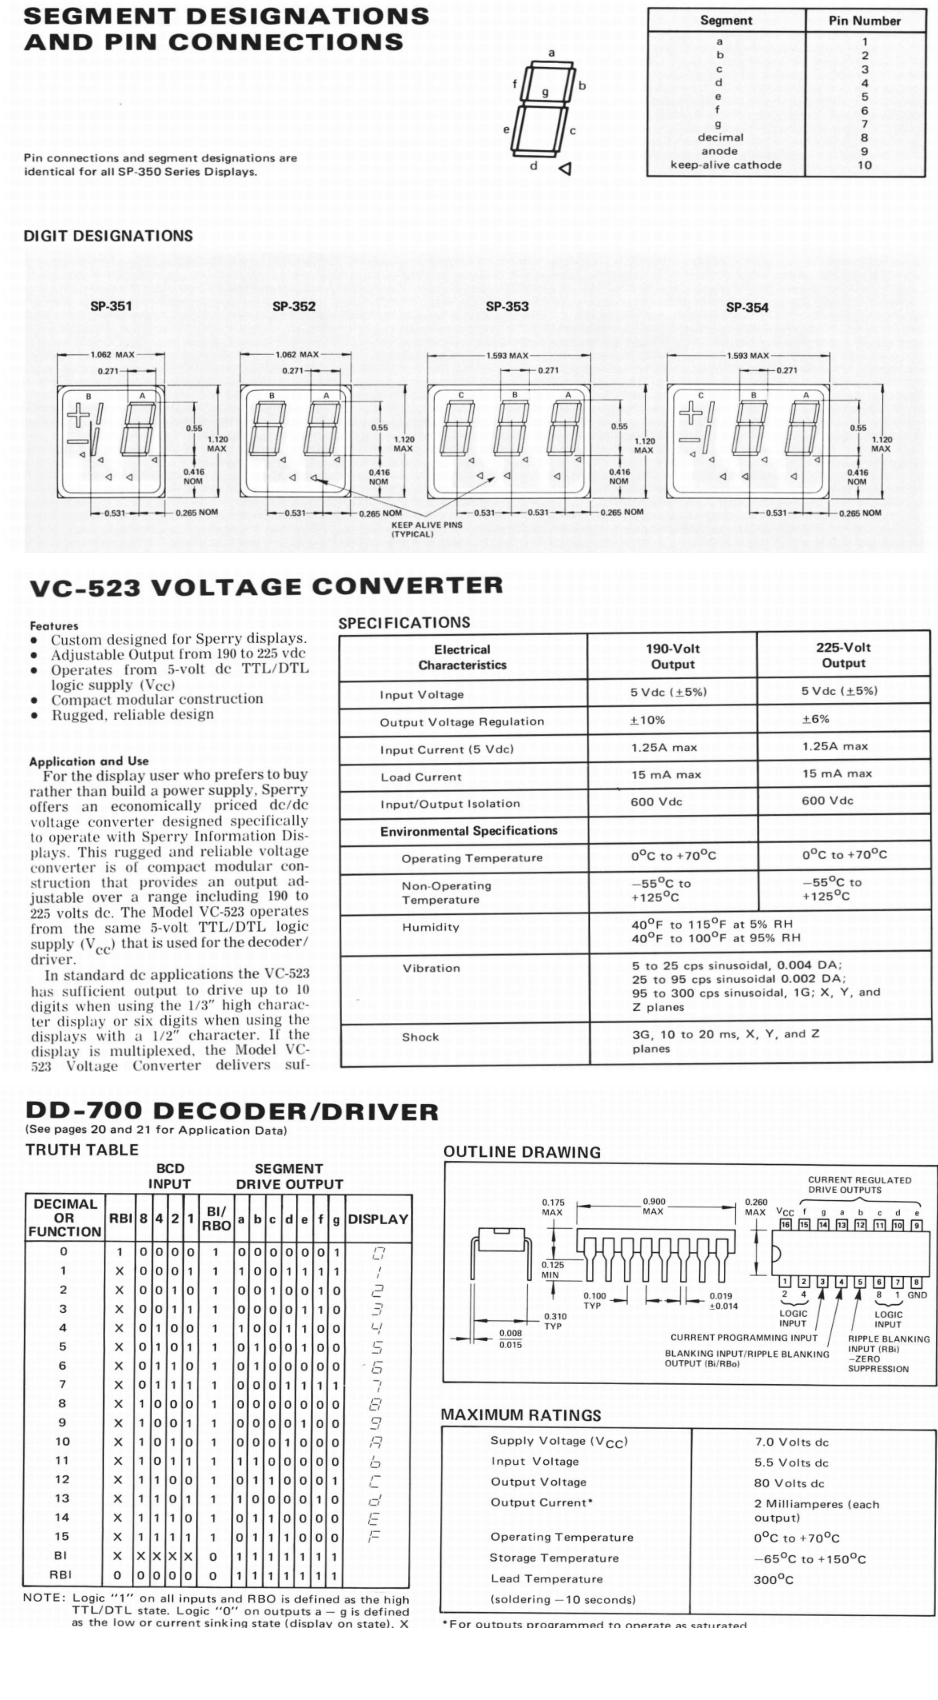 SEGMENT DESIGNATIONS
AND PIN CONNECTIONS
Segment Pin Number
a 1
b 2
c 3
d 4
e 5
f 6
g 7
decimal 8
anode 9
keep-alive cathode 10
a
f b
g
e c
d
Pin connections and segment designations are
identical for all SP-350 Series Displays.
DIGIT DESIGNATIONS
SP-351 SP-352 SP-353 SP-354
1.062 MAX 1.062 MAX 1.593 MAX 1.593 MAX
0.271 0.271 0.271 0.271
B A B A C B A C B A
0.55 0.55 0.55 0.55
1.120 MAX 1.120 MAX 1.120 MAX 1.120 MAX
0.416 NOM 0.416 NOM 0.416 NOM 0.416 NOM
0.531 0.265 NOM 0.531 0.265 NOM 0.531 0.531 0.265 NOM 0.531 0.265 NOM
KEEP ALIVE PINS
(TYPICAL)
VC-523 VOLTAGE CONVERTER
Features
• Custom designed for Sperry displays.
• Adjustable Output from 190 to 225 vdc
• Operates from 5-volt dc TTL/DTL
logic supply (VCC)
• Compact modular construction
• Rugged, reliable design
Application and Use
For the display user who prefers to buy
rather than build a power supply, Sperry
offers an economically priced dc/dc
voltage converter designed specifically
to operate with Sperry Information Dis-
plays. This rugged and reliable voltage
converter is of compact modular con-
struction that provides an output ad-
justable over a range including 190 to
225 volts dc. The Model VC-523 operates
from the same 5-volt TTL/DTL logic
supply (Vcc) that is used for the decoder/
driver.
In standard dc applications the VC-523
has sufficient output to drive up to 10
digits when using the 1/3" high charac-
ter display or six digits when using the
displays with a 1/2" character. If the
display is multiplexed, the Model VC-
523 Voltage Converter delivers suf-
SPECIFICATIONS
Electrical Characteristics 190-Volt Output 225-Volt Output
Input Voltage 5 Vdc (±5%) 5 Vdc (±5%)
Output Voltage Regulation ±10% ±6%
Input Current (5 Vdc) 1.25A max 1.25A max
Load Current 15 mA max 15 mA max
Input/Output Isolation 600 Vdc 600 Vdc
Environmental Specifications
Operating Temperature 0°C to +70°C 0°C to +70°C
Non-Operating Temperature −55°C to +125°C −55°C to +125°C
Humidity 40°F to 115°F at 5% RH
40°F to 100°F at 95% RH
Vibration 5 to 25 cps sinusoidal, 0.004 DA;
25 to 95 cps sinusoidal 0.002 DA;
95 to 300 cps sinusoidal, 1G; X, Y, and
Z planes
Shock 3G, 10 to 20 ms, X, Y, and Z
planes
DD-700 DECODER/DRIVER
(See pages 20 and 21 for Application Data)
TRUTH TABLE
BCD INPUT SEGMENT DRIVE OUTPUT
DECIMAL OR FUNCTION RBI 8 4 2 1 BI/RBO a b c d e f g DISPLAY
0 1 0 0 0 0 1 0 0 0 0 0 0 1 0
1 X 0 0 0 1 1 1 0 0 1 1 1 1 1
2 X 0 0 1 0 1 0 0 1 0 0 1 0 2
3 X 0 0 1 1 1 0 0 0 0 1 1 0 3
4 X 0 1 0 0 1 1 0 0 1 1 0 0 4
5 X 0 1 0 1 1 0 1 0 0 1 0 0 5
6 X 0 1 1 0 1 0 1 0 0 0 0 0 6
7 X 0 1 1 1 1 0 0 0 1 1 1 1 7
8 X 1 0 0 0 1 0 0 0 0 0 0 0 8
9 X 1 0 0 1 1 0 0 0 0 1 0 0 9
10 X 1 0 1 0 1 0 0 0 1 0 0 0 A
11 X 1 0 1 1 1 1 1 0 0 0 0 0 b
12 X 1 1 0 0 1 0 1 1 0 0 0 1 C
13 X 1 1 0 1 1 1 0 0 0 0 1 0 d
14 X 1 1 1 0 1 0 1 1 0 0 0 0 E
15 X 1 1 1 1 1 0 1 1 1 0 0 0 F
BI X X X X X 0 1 1 1 1 1 1 1
RBI 0 0 0 0 0 0 1 1 1 1 1 1 1
NOTE: Logic "1" on all inputs and RBO is defined as the high
TTL/DTL state. Logic "0" on outputs a – g is defined
as the low or current sinking state (display on state). X
OUTLINE DRAWING
0.175 MAX 0.900 MAX 0.260 MAX
0.125 MIN
0.100 TYP 0.019 ±0.014
0.310 TYP
0.008
0.015
CURRENT REGULATED
DRIVE OUTPUTS
VCC f g a b c d e
16 15 14 13 12 11 10 9
1 2 3 4 5 6 7 8
2 4 8 1 GND
LOGIC INPUT LOGIC INPUT
CURRENT PROGRAMMING INPUT
BLANKING INPUT/RIPPLE BLANKING
OUTPUT (Bi/RBo)
RIPPLE BLANKING
INPUT (RBi)
–ZERO
SUPPRESSION
MAXIMUM RATINGS
Supply Voltage (VCC) 7.0 Volts dc
Input Voltage 5.5 Volts dc
Output Voltage 80 Volts dc
Output Current* 2 Milliamperes (each
output)
Operating Temperature 0°C to +70°C
Storage Temperature −65°C to +150°C
Lead Temperature 300°C
(soldering −10 seconds)
*For outputs programmed to operate as saturated